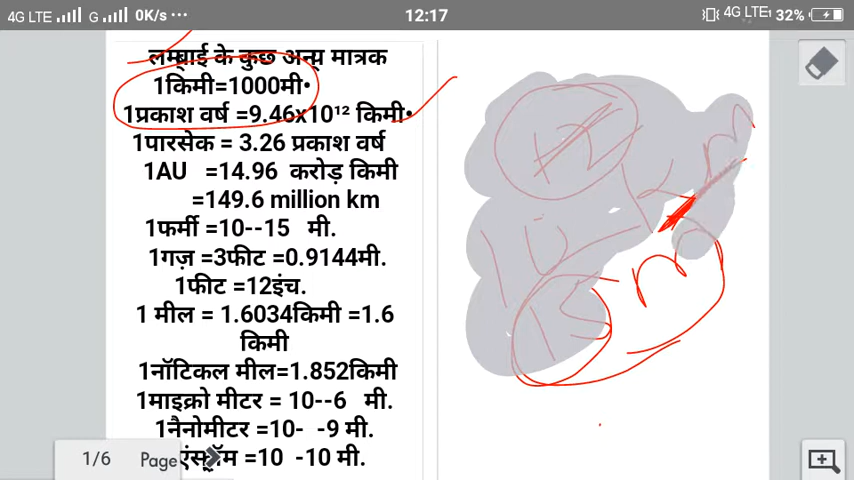 4G LTE G 0K/s ··· 12:17 4G LTE 32%
लम्बाई के कुछ अन्य मात्रक
1किमी=1000मी•
1प्रकाश वर्ष =9.46x10¹² किमी•
1पारसेक = 3.26 प्रकाश वर्ष
1AU =14.96 करोड़ किमी
=149.6 million km
1फर्मी =10--15 मी.
1गज़ =3फीट =0.9144मी.
1फीट =12इंच.
1 मील = 1.6034किमी =1.6
किमी
1नॉटिकल मील=1.852किमी
1माइक्रो मीटर = 10--6 मी.
1नैनोमीटर =10- -9 मी.
=10 -10 मी.
1/6 Page
km
m